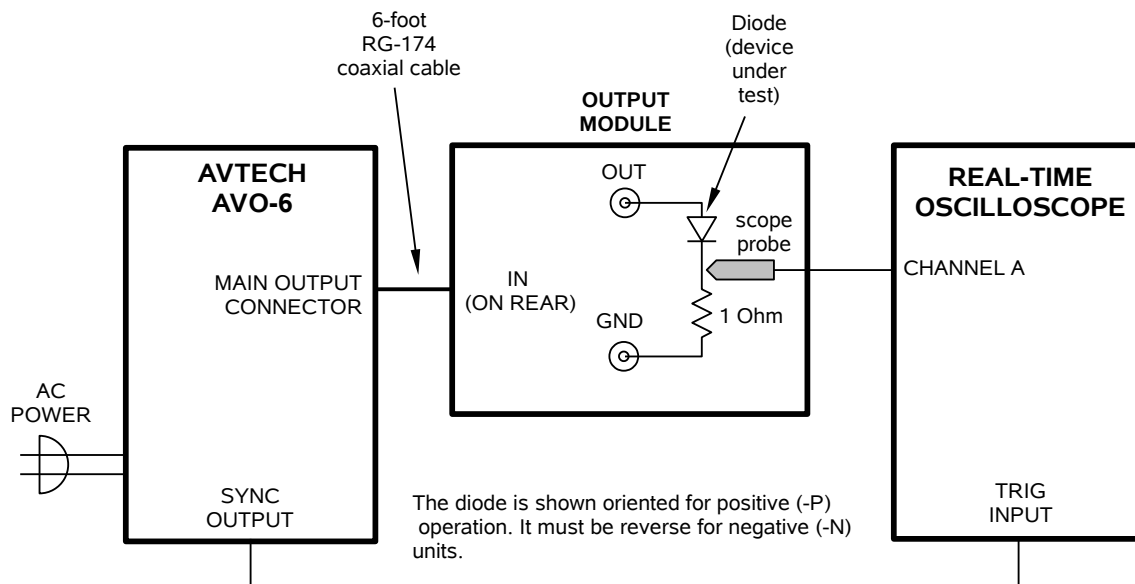 6-foot
RG-174
coaxial cable
Diode
(device
under
test)
OUTPUT
MODULE
AVTECH
AVO-6
OUT
REAL-TIME
OSCILLOSCOPE
scope
probe
MAIN OUTPUT
CONNECTOR
IN
(ON REAR)
CHANNEL A
GND
1 Ohm
AC
POWER
SYNC
OUTPUT
The diode is shown oriented for positive (-P)
operation. It must be reverse for negative (-N)
units.
TRIG
INPUT